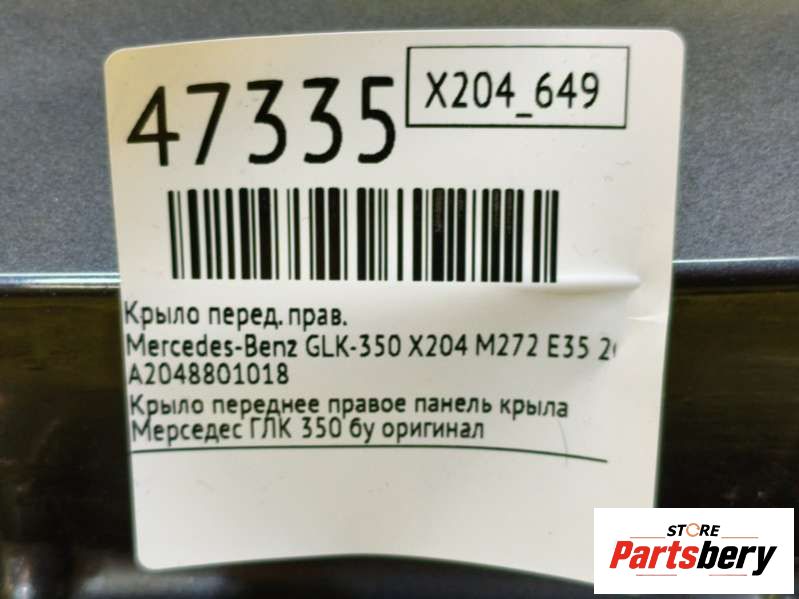 47335
X204_649
Крыло перед. прав.
Mercedes-Benz GLK-350 X204 M272 E35
A2048801018
Крыло переднее правое панель крыла
Мерседес ГЛК 350 бу оригинал
STORE
Partsbery